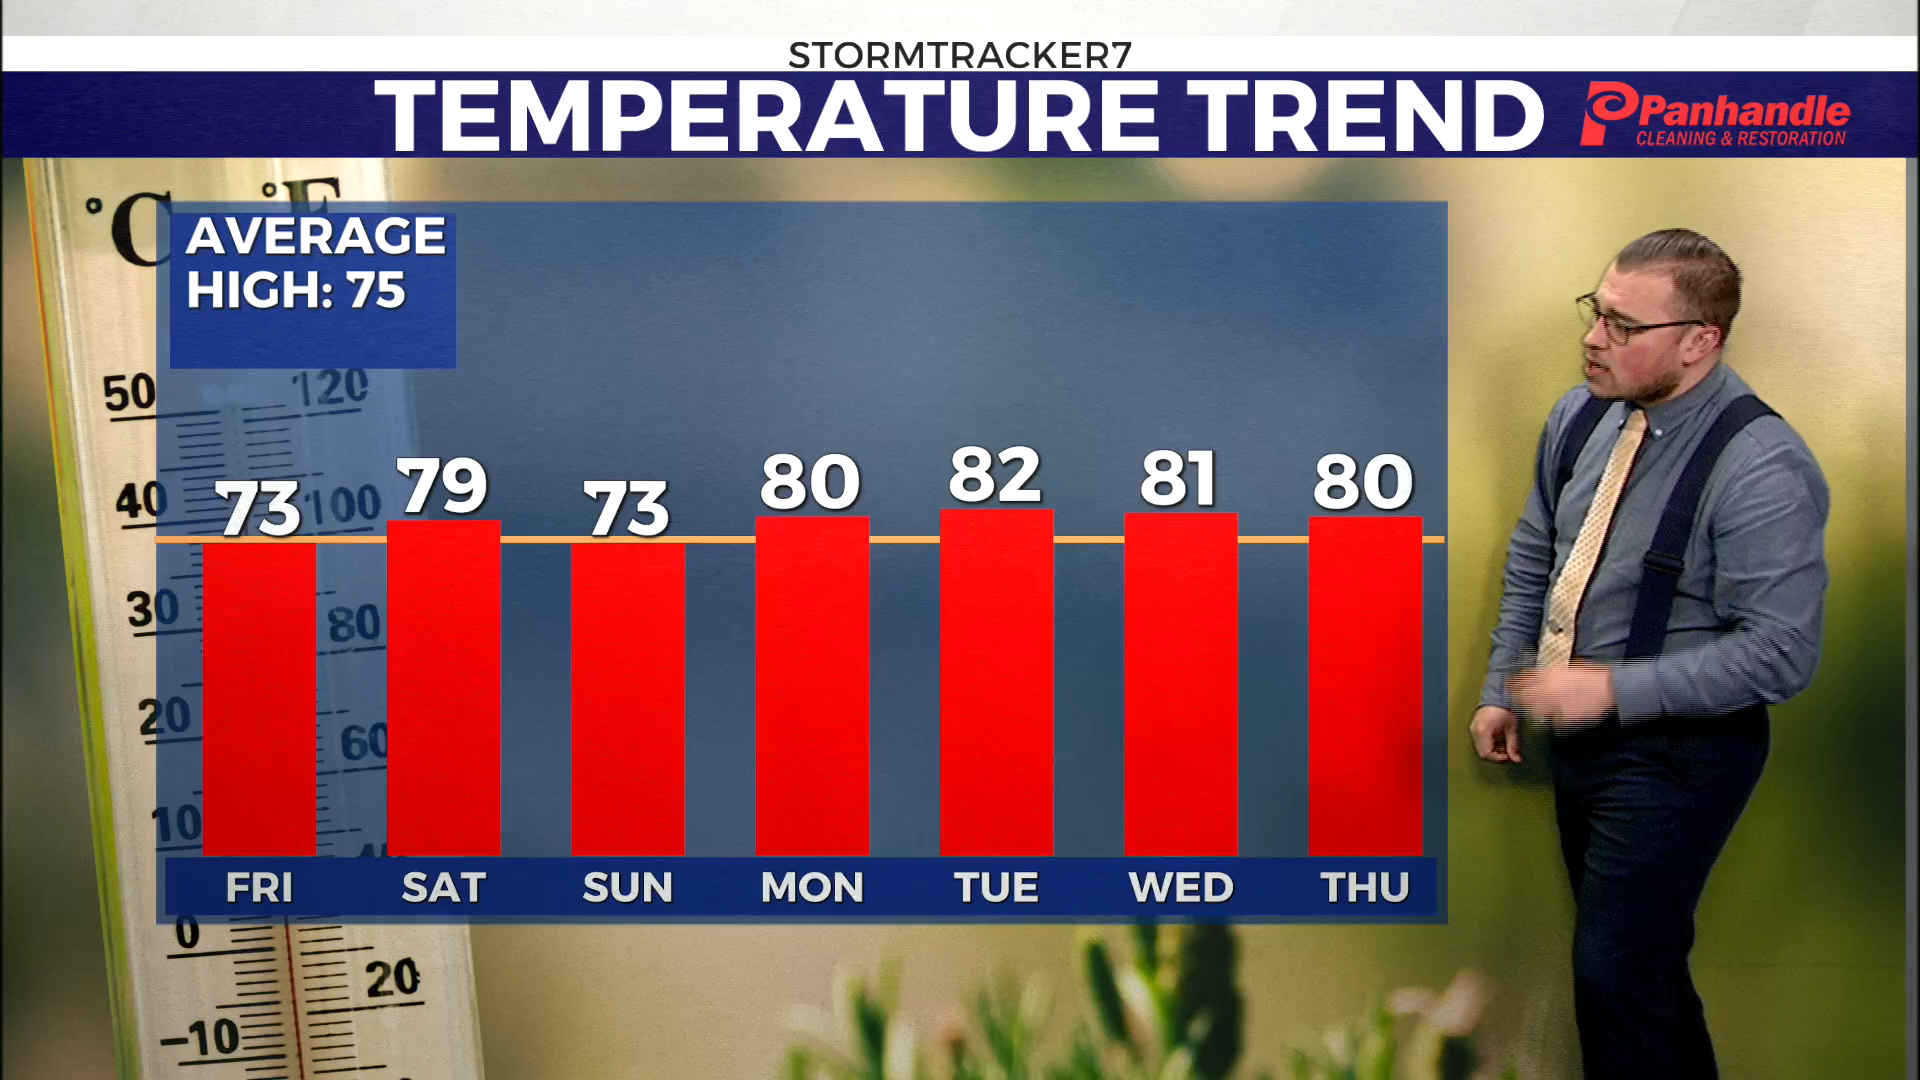 STORMTRACKER7
TEMPERATURE TREND
Panhandle
CLEANING & RESTORATION
°C °F
AVERAGE
HIGH: 75
50 120
40 100
30 80
20 60
10
0
20
-10
73 79 73 80 82 81 80
FRI SAT SUN MON TUE WED THU